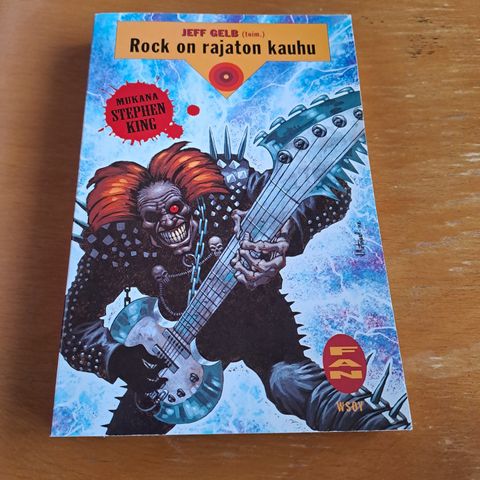 JEFF GELB (toim.)
Rock on rajaton kauhu
MUKANA
STEPHEN
KING
FAN
WSOY